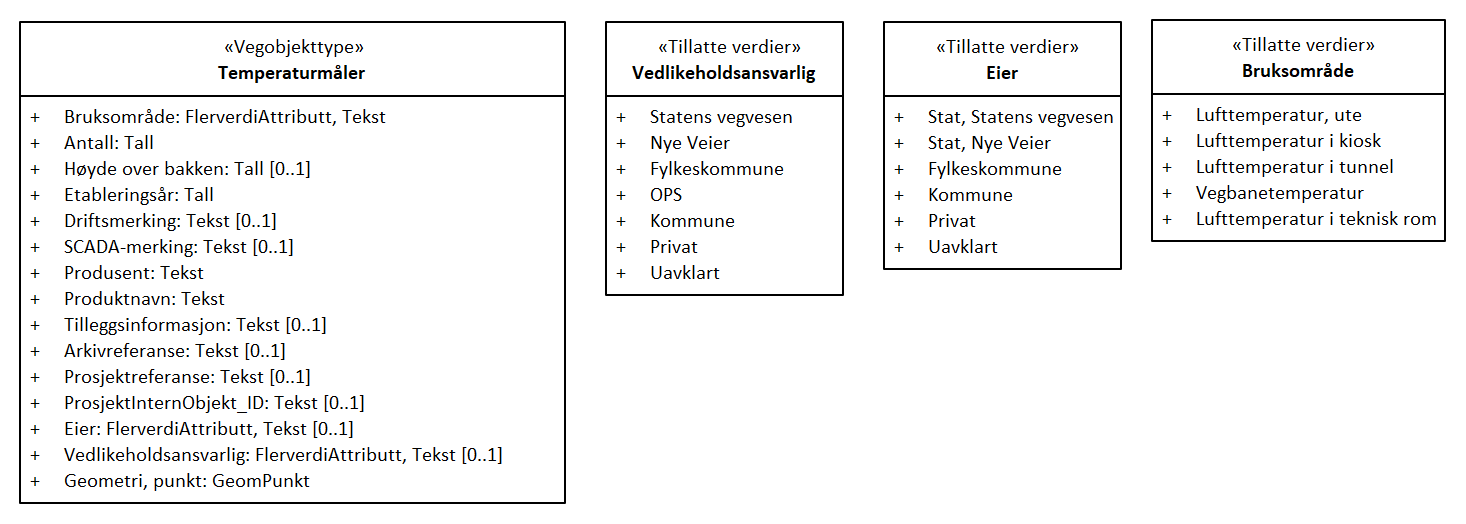 «Vegobjekttype»
Temperaturmåler
+ Bruksområde: FlerverdiAttributt, Tekst
+ Antall: Tall
+ Høyde over bakken: Tall [0..1]
+ Etableringsår: Tall
+ Driftsmerking: Tekst [0..1]
+ SCADA-merking: Tekst [0..1]
+ Produsent: Tekst
+ Produktnavn: Tekst
+ Tilleggsinformasjon: Tekst [0..1]
+ Arkivreferanse: Tekst [0..1]
+ Prosjektreferanse: Tekst [0..1]
+ ProsjektInternObjekt_ID: Tekst [0..1]
+ Eier: FlerverdiAttributt, Tekst [0..1]
+ Vedlikeholdsansvarlig: FlerverdiAttributt, Tekst [0..1]
+ Geometri, punkt: GeomPunkt
«Tillatte verdier»
Vedlikeholdsansvarlig
+ Statens vegvesen
+ Nye Veier
+ Fylkeskommune
+ OPS
+ Kommune
+ Privat
+ Uavklart
«Tillatte verdier»
Eier
+ Stat, Statens vegvesen
+ Stat, Nye Veier
+ Fylkeskommune
+ Kommune
+ Privat
+ Uavklart
«Tillatte verdier»
Bruksområde
+ Lufttemperatur, ute
+ Lufttemperatur i kiosk
+ Lufttemperatur i tunnel
+ Vegbanetemperatur
+ Lufttemperatur i teknisk rom